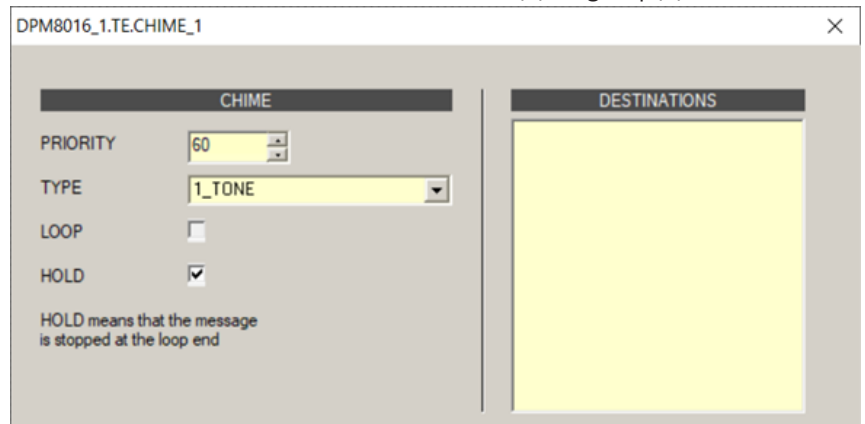 DPM8016_1.TE.CHIME_1
CHIME
PRIORITY 60
TYPE 1_TONE
LOOP
HOLD
HOLD means that the message
is stopped at the loop end
DESTINATIONS